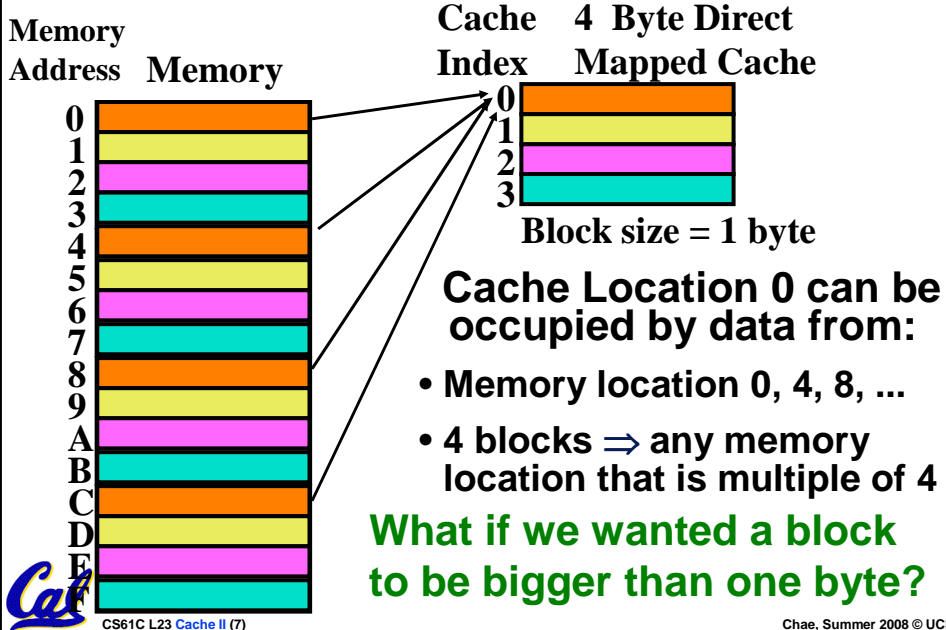 Memory
Address Memory
0
1
2
3
4
5
6
7
8
9
A
B
C
D
E
F
Cache 4 Byte Direct
Index Mapped Cache
0
1
2
3
Block size = 1 byte
Cache Location 0 can be
occupied by data from:
• Memory location 0, 4, 8, ...
• 4 blocks ⇒ any memory
location that is multiple of 4
What if we wanted a block
to be bigger than one byte?
Cal
CS61C L23 Cache II (7)
Chae, Summer 2008 © UC